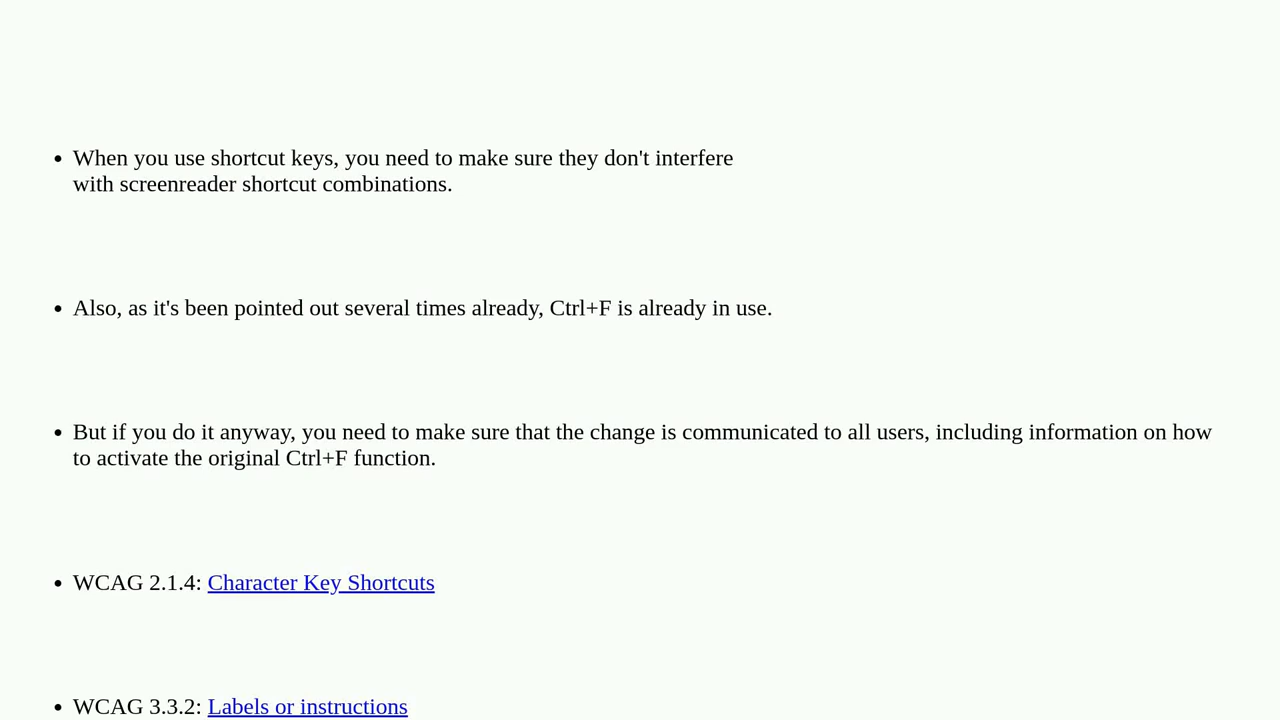 • When you use shortcut keys, you need to make sure they don't interfere
with screenreader shortcut combinations.
• Also, as it's been pointed out several times already, Ctrl+F is already in use.
• But if you do it anyway, you need to make sure that the change is communicated to all users, including information on how
to activate the original Ctrl+F function.
• WCAG 2.1.4: Character Key Shortcuts
• WCAG 3.3.2: Labels or instructions